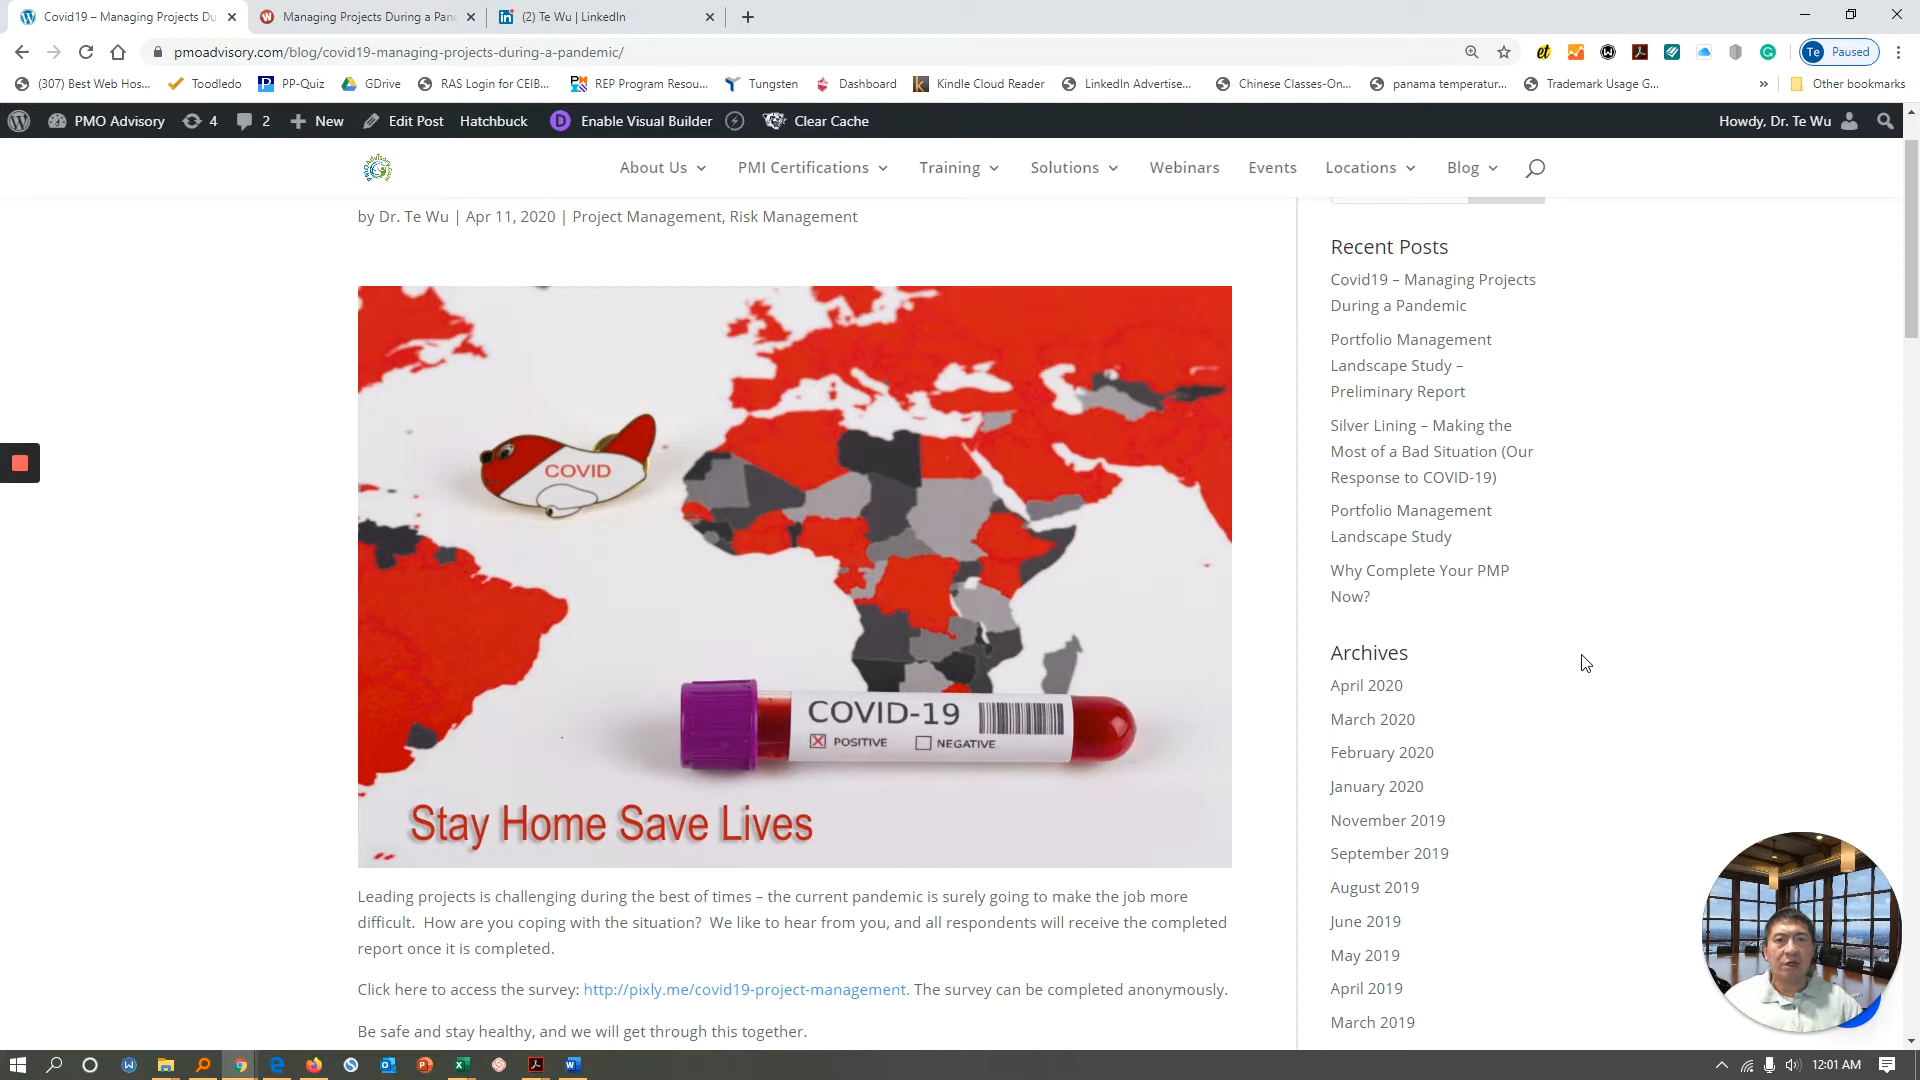 Covid19 – Managing Projects Du
Managing Projects During a Pan
(2) Te Wu | LinkedIn
pmoadvisory.com/blog/covid19-managing-projects-during-a-pandemic/
Te Paused
(307) Best Web Hos...
Toodledo
PP-Quiz
GDrive
RAS Login for CEIB...
REP Program Resou...
Tungsten
Dashboard
Kindle Cloud Reader
LinkedIn Advertise...
Chinese Classes-On...
panama temperatur...
Trademark Usage G...
»
Other bookmarks
PMO Advisory
4
2
New
Edit Post
Hatchbuck
Enable Visual Builder
Clear Cache
Howdy, Dr. Te Wu
About Us
PMI Certifications
Training
Solutions
Webinars
Events
Locations
Blog
by Dr. Te Wu | Apr 11, 2020 | Project Management, Risk Management
COVID
COVID-19
POSITIVE
NEGATIVE
Stay Home Save Lives
Leading projects is challenging during the best of times – the current pandemic is surely going to make the job more
difficult. How are you coping with the situation? We like to hear from you, and all respondents will receive the completed
report once it is completed.
Click here to access the survey: http://pixly.me/covid19-project-management. The survey can be completed anonymously.
Be safe and stay healthy, and we will get through this together.
Recent Posts
Covid19 – Managing Projects
During a Pandemic
Portfolio Management
Landscape Study –
Preliminary Report
Silver Lining – Making the
Most of a Bad Situation (Our
Response to COVID-19)
Portfolio Management
Landscape Study
Why Complete Your PMP
Now?
Archives
April 2020
March 2020
February 2020
January 2020
November 2019
September 2019
August 2019
June 2019
May 2019
April 2019
March 2019
12:01 AM